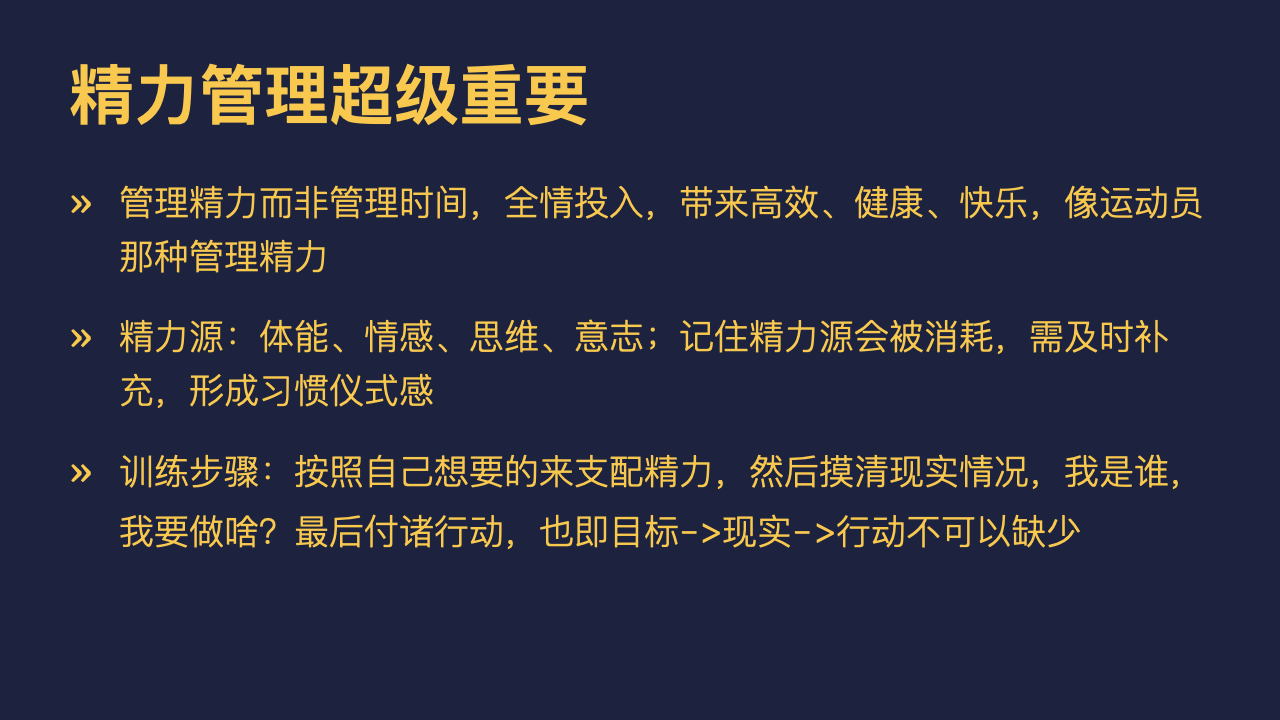 精力管理超级重要
» 管理精力而非管理时间，全情投入，带来高效、健康、快乐，像运动员
那种管理精力
» 精力源：体能、情感、思维、意志；记住精力源会被消耗，需及时补
充，形成习惯仪式感
» 训练步骤：按照自己想要的来支配精力，然后摸清现实情况，我是谁，
我要做啥？最后付诸行动，也即目标->现实->行动不可以缺少